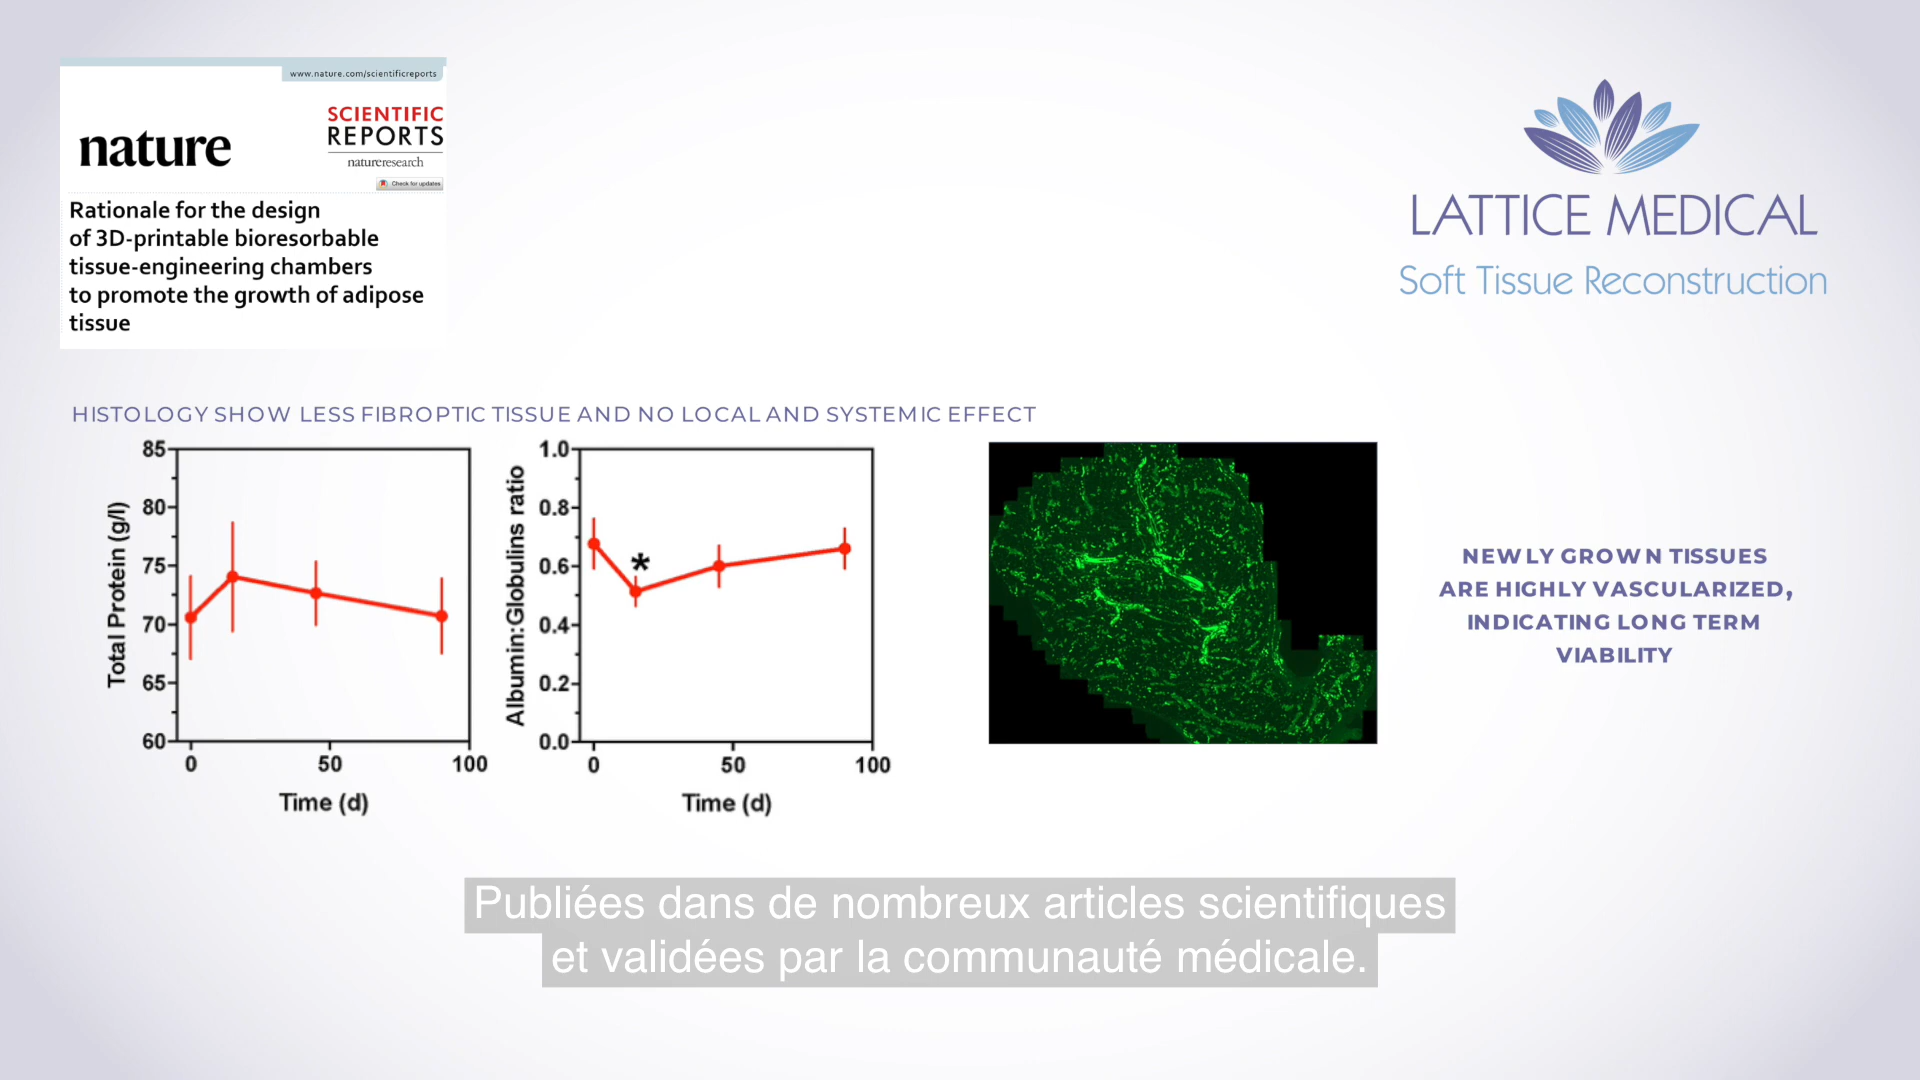 www.nature.com/scientificreports
nature
SCIENTIFIC
REPORTS
natureresearch
Check for updates
Rationale for the design
of 3D-printable bioresorbable
tissue-engineering chambers
to promote the growth of adipose
tissue
LATTICE MEDICAL
Soft Tissue Reconstruction
HISTOLOGY SHOW LESS FIBROPTIC TISSUE AND NO LOCAL AND SYSTEMIC EFFECT
Total Protein (g/l)
85
80
75
70
65
60
0 50 100
Time (d)
Albumin:Globulins ratio
1.0
0.8
0.6
0.4
0.2
0.0
*
0 50 100
Time (d)
NEWLY GROWN TISSUES
ARE HIGHLY VASCULARIZED,
INDICATING LONG TERM
VIABILITY
Publiées dans de nombreux articles scientifiques
et validées par la communauté médicale.